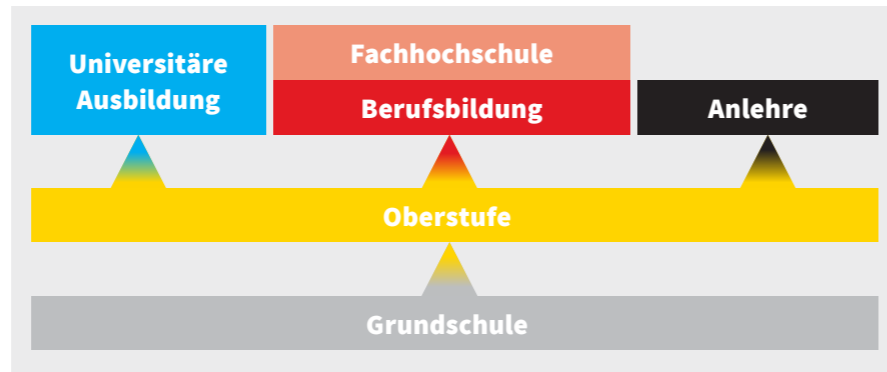 Universitäre
Ausbildung
Fachhochschule
Berufsbildung
Anlehre
Oberstufe
Grundschule